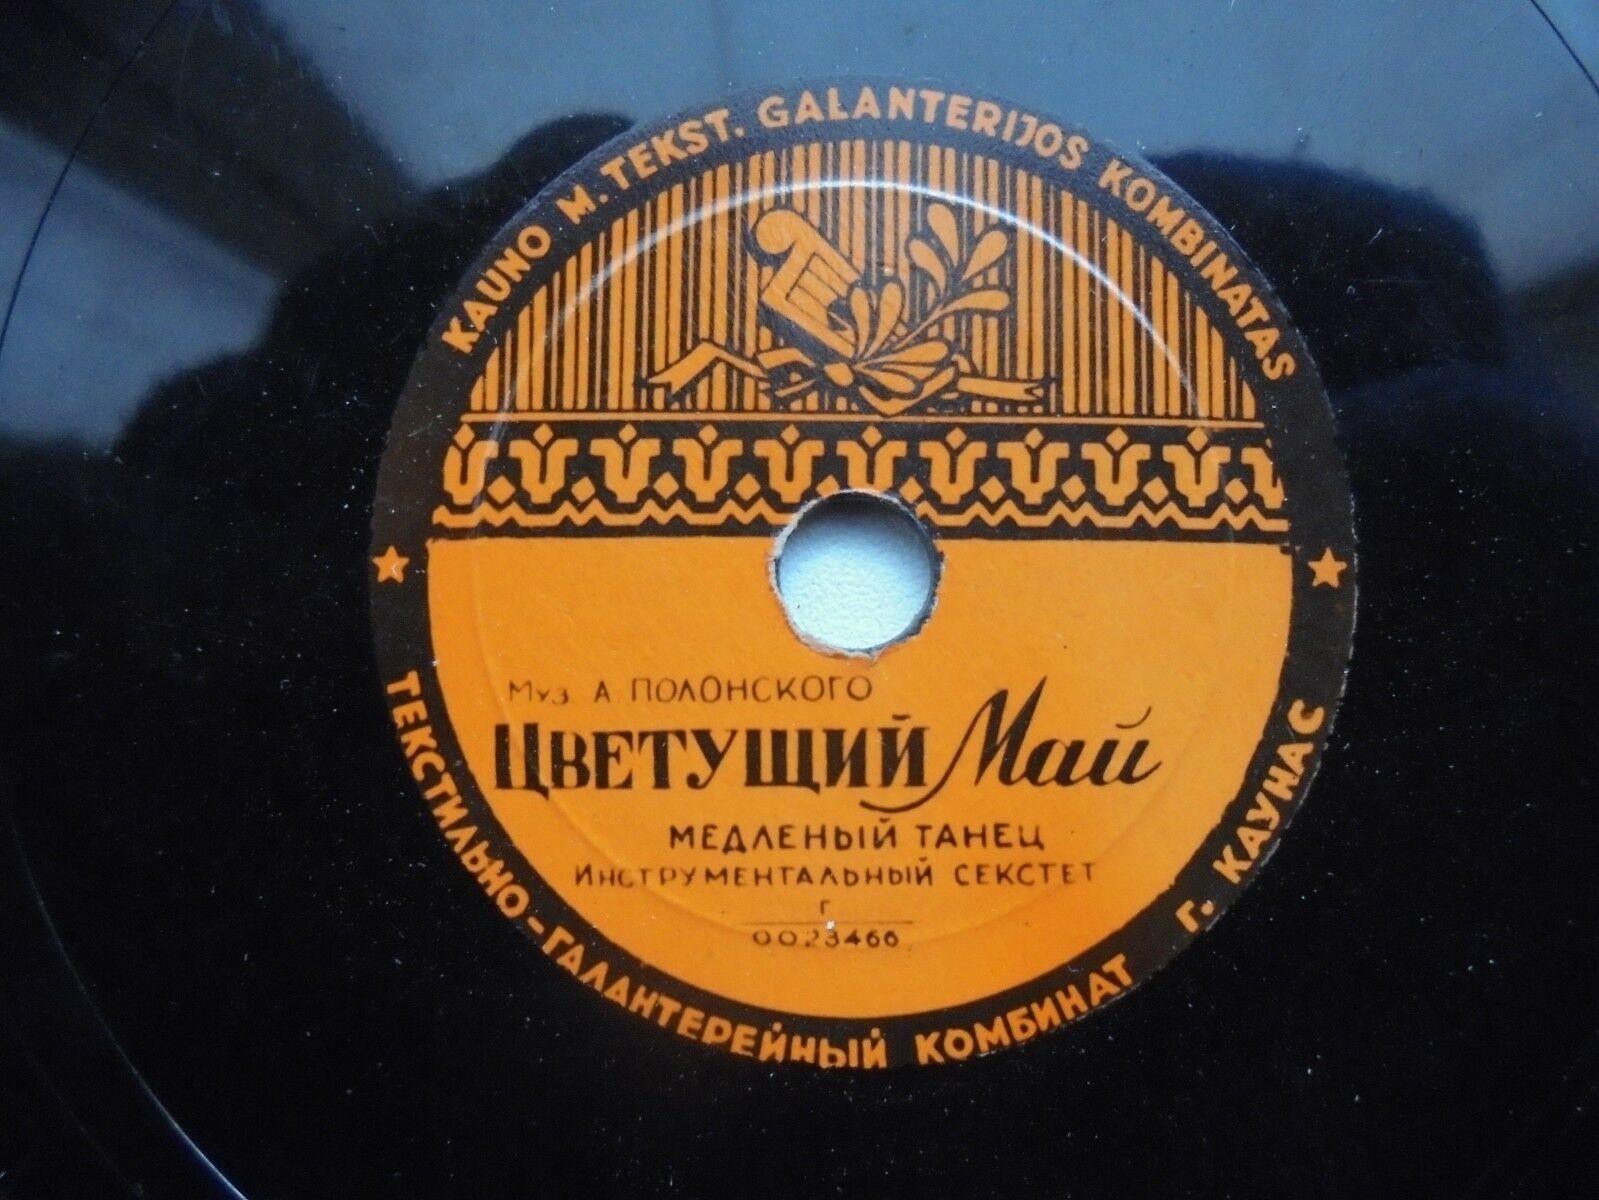 KAUNO M. TEKST. GALANTERIJOS KOMBINATAS
Муз. А. ПОЛОНСКОГО
ЦВЕТУЩИЙ Май
МЕДЛЕНЫЙ ТАНЕЦ
ИНСТРУМЕНТАЛЬНЫЙ СЕКСТЕТ
Г
0023466
ТЕКСТИЛЬНО-ГАЛАНТЕРЕЙНЫЙ КОМБИНАТ Г. КАУНАС